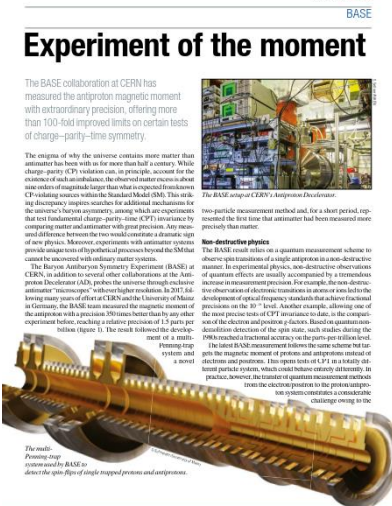 BASE
Experiment of the moment
The BASE collaboration at CERN has
measured the antiproton magnetic moment
with extraordinary precision, offering more
than 100-fold improved limits on certain tests
of charge–parity–time symmetry.
The enigma of why the universe contains more matter than
antimatter has been with us for more than half a century. While
charge–parity (CP) violation can, in principle, account for the
existence of such an imbalance, the observed matter excess is about
nine orders of magnitude larger than what is expected from known
CP-violating sources within the Standard Model (SM). This strik-
ing discrepancy inspires searches for additional mechanisms for
the universe's baryon asymmetry, among which are experiments
that test fundamental charge–parity–time (CPT) invariance by
comparing matter and antimatter with great precision. Any meas-
ured difference between the two would constitute a dramatic sign
of new physics. Moreover, experiments with antimatter systems
provide unique tests of hypothetical processes beyond the SM that
cannot be uncovered with ordinary matter systems.
The Baryon Antibaryon Symmetry Experiment (BASE) at
CERN, in addition to several other collaborations at the Anti-
proton Decelerator (AD), probes the universe through exclusive
antimatter "microscopes" with ever higher resolution. In 2017, fol-
lowing many years of effort at CERN and the University of Mainz
in Germany, the BASE team measured the magnetic moment of
the antiproton with a precision 350 times better than by any other
experiment before, reaching a relative precision of 1.5 parts per
billion (figure 1). The result followed the develop-
ment of a multi-
Penning-trap
system and
a novel
The multi-
Penning-trap
system used by BASE to
detect the spin-flips of single trapped protons and antiprotons.
The BASE setup at CERN's Antiproton Decelerator.
two-particle measurement method and, for a short period, rep-
resented the first time that antimatter had been measured more
precisely than matter.
Non-destructive physics
The BASE result relies on a quantum measurement scheme to
observe spin transitions of a single antiproton in a non-destructive
manner. In experimental physics, non-destructive observations
of quantum effects are usually accompanied by a tremendous
increase in measurement precision. For example, the non-destruc-
tive observation of electronic transitions in atoms or ions led to the
development of optical frequency standards that achieve fractional
precisions on the 10 level. Another example, allowing one of
the most precise tests of CPT invariance to date, is the compari-
son of the electron and positron g-factors. Based on quantum non-
demolition detection of the spin state, such studies during the
1980s reached a fractional accuracy on the parts-per-trillion level.
The latest BASE measurement follows the same scheme but tar-
gets the magnetic moment of protons and antiprotons instead of
electrons and positrons. This opens tests of CPT in a totally dif-
ferent particle system, which could behave entirely differently. In
practice, however, the transfer of quantum measurement methods
from the electron/positron to the proton/antipro-
ton system constitutes a considerable
challenge owing to the